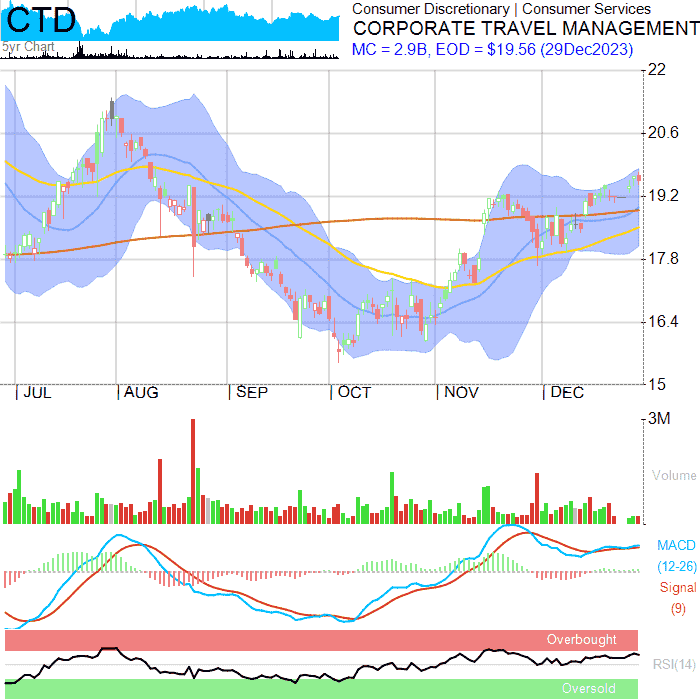 CTD
5yr Chart
Consumer Discretionary | Consumer Services
CORPORATE TRAVEL MANAGEMENT
MC = 2.9B, EOD = $19.56 (29Dec2023)
22
20.6
19.2
17.8
16.4
15
| JUL | AUG | SEP | OCT | NOV | DEC
3M
Volume
MACD
(12-26)
Signal
(9)
Overbought
RSI(14)
Oversold